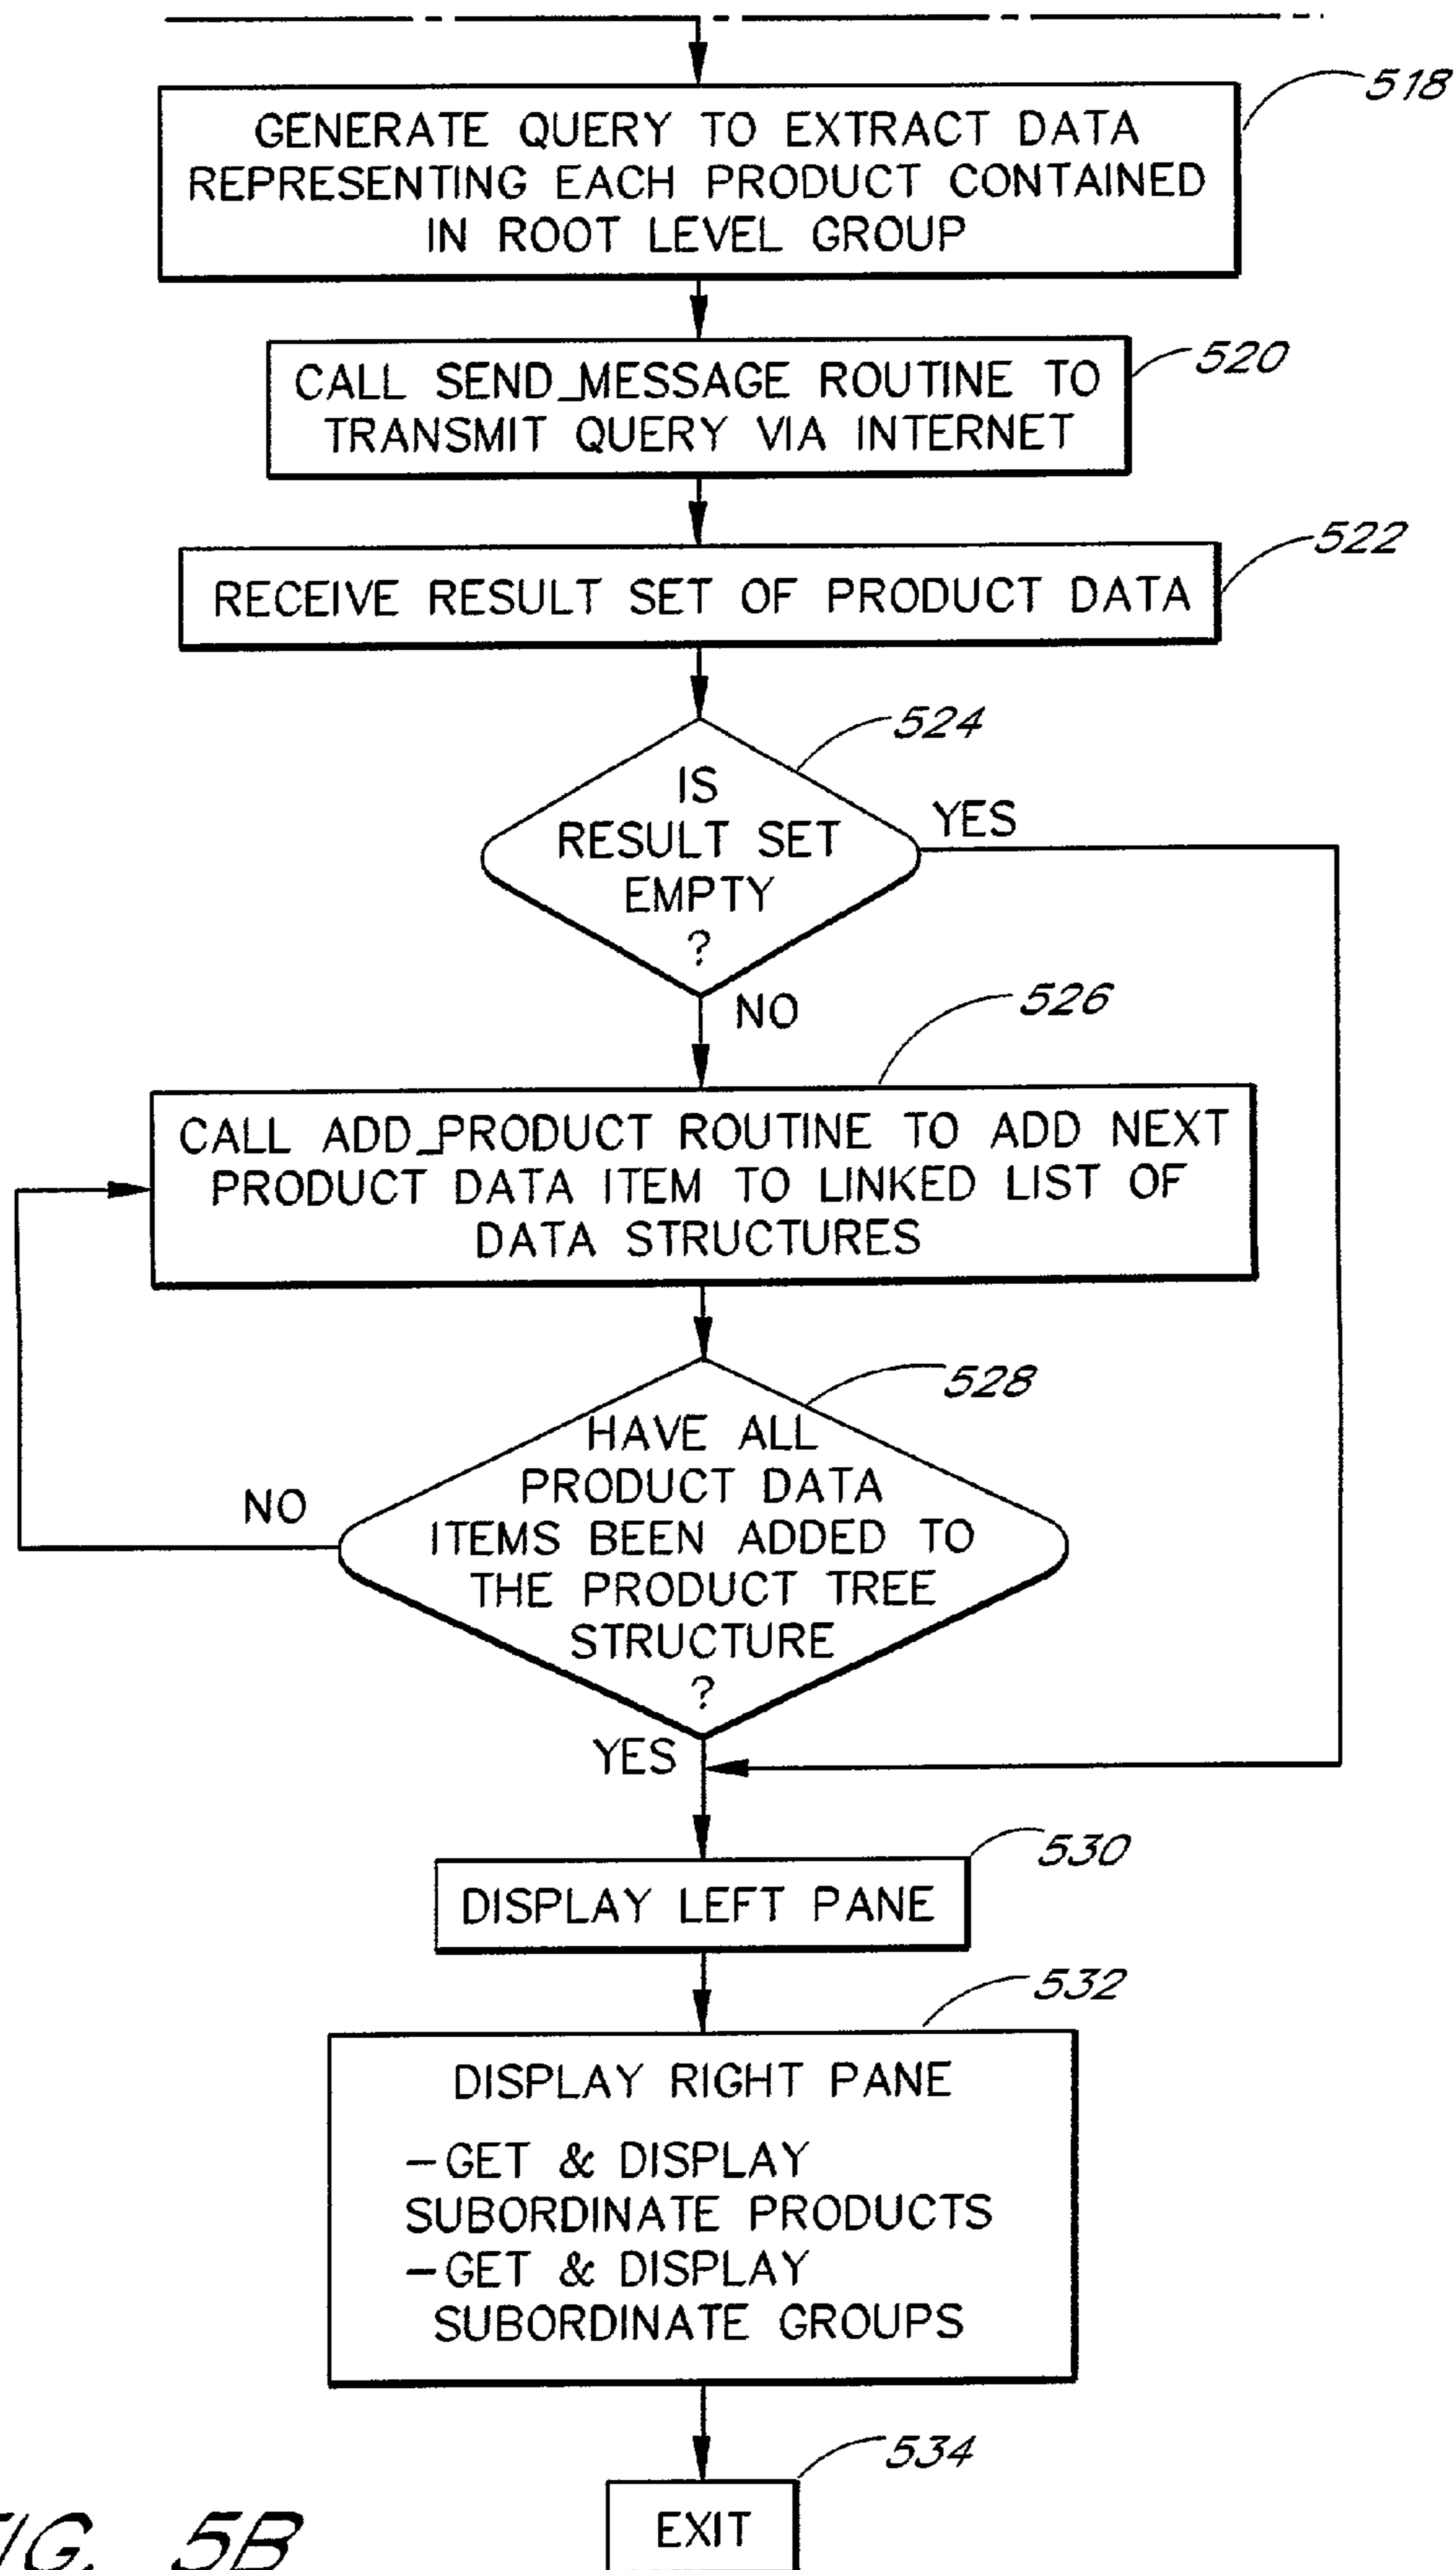 518
GENERATE QUERY TO EXTRACT DATA
REPRESENTING EACH PRODUCT CONTAINED
IN ROOT LEVEL GROUP
520
CALL SEND_MESSAGE ROUTINE TO
TRANSMIT QUERY VIA INTERNET
522
RECEIVE RESULT SET OF PRODUCT DATA
524
IS
RESULT SET
EMPTY
?
YES
NO
526
CALL ADD_PRODUCT ROUTINE TO ADD NEXT
PRODUCT DATA ITEM TO LINKED LIST OF
DATA STRUCTURES
528
HAVE ALL
PRODUCT DATA
ITEMS BEEN ADDED TO
THE PRODUCT TREE
STRUCTURE
?
NO
YES
530
DISPLAY LEFT PANE
532
DISPLAY RIGHT PANE
-GET & DISPLAY
SUBORDINATE PRODUCTS
-GET & DISPLAY
SUBORDINATE GROUPS
534
EXIT
FIG. 5B